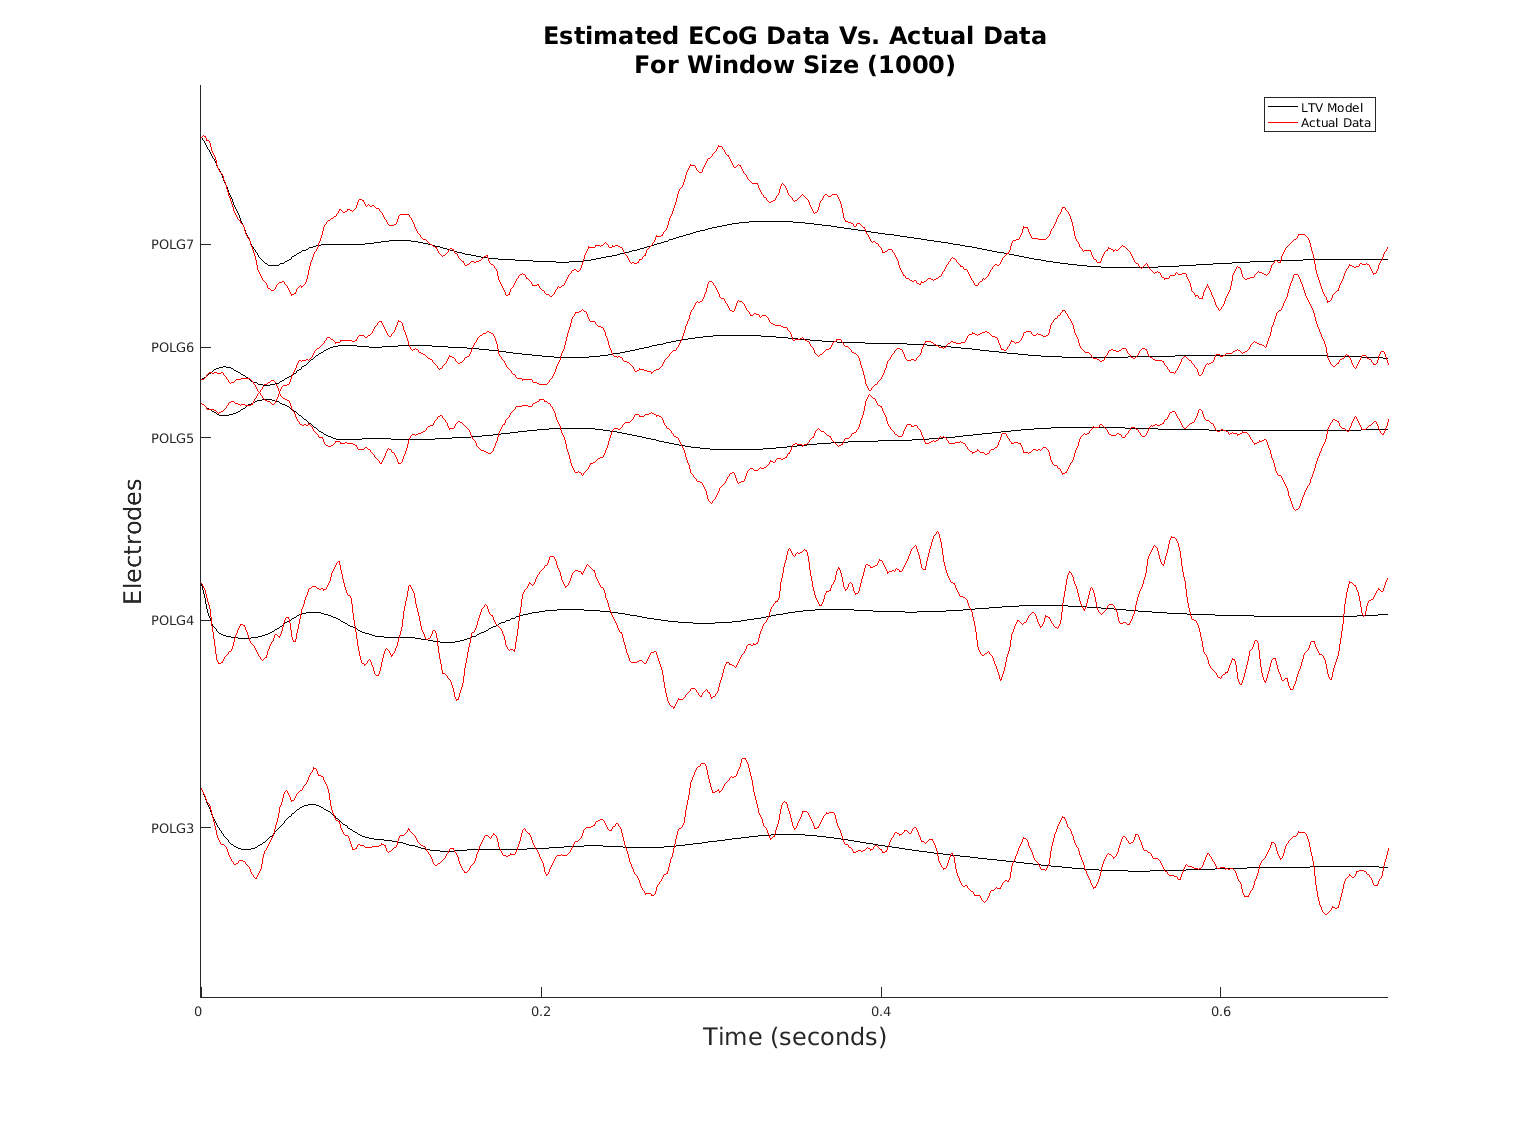 Estimated ECoG Data Vs. Actual Data
For Window Size (1000)
LTV Model
Actual Data
POLG7
POLG6
POLG5
POLG4
POLG3
Electrodes
0
0.2
0.4
0.6
Time (seconds)